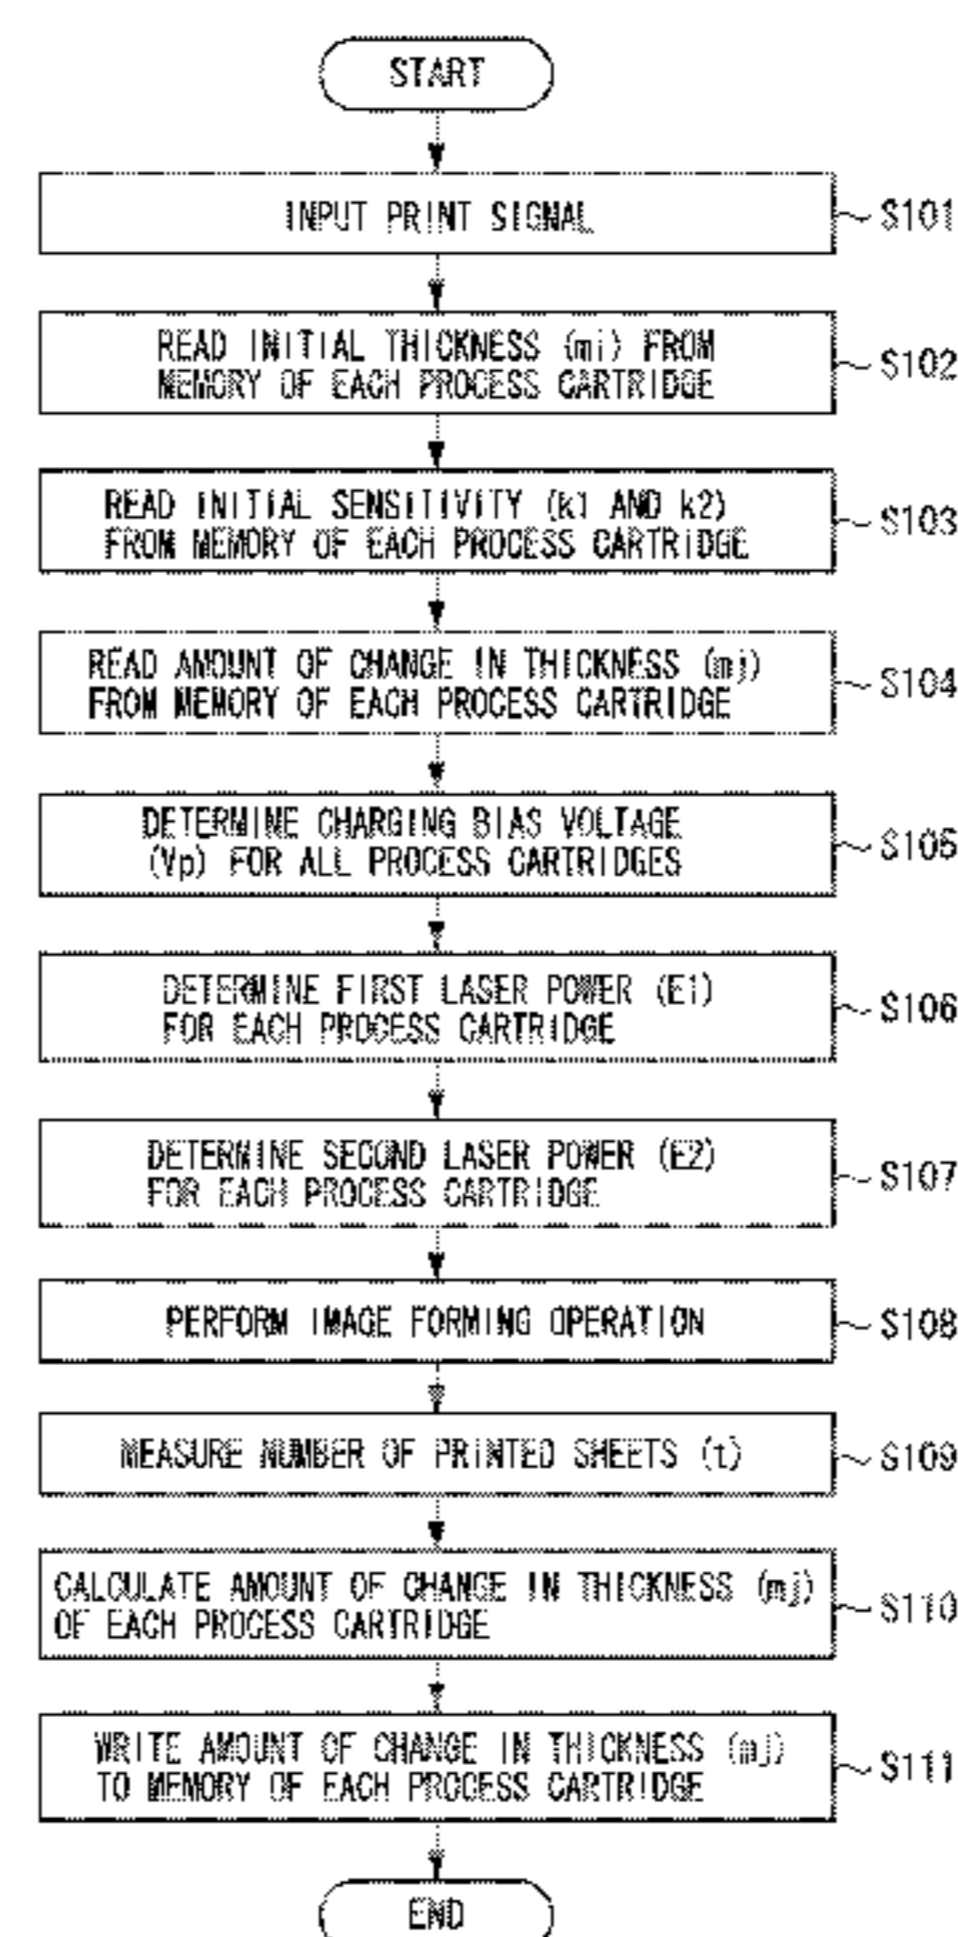 START
INPUT PRINT SIGNAL
S101
READ INITIAL THICKNESS (mi) FROM
MEMORY OF EACH PROCESS CARTRIDGE
S102
READ INITIAL SENSITIVITY (k1 AND k2)
FROM MEMORY OF EACH PROCESS CARTRIDGE
S103
READ AMOUNT OF CHANGE IN THICKNESS (mj)
FROM MEMORY OF EACH PROCESS CARTRIDGE
S104
DETERMINE CHARGING BIAS VOLTAGE
(Vp) FOR ALL PROCESS CARTRIDGES
S105
DETERMINE FIRST LASER POWER (E1)
FOR EACH PROCESS CARTRIDGE
S106
DETERMINE SECOND LASER POWER (E2)
FOR EACH PROCESS CARTRIDGE
S107
PERFORM IMAGE FORMING OPERATION
S108
MEASURE NUMBER OF PRINTED SHEETS (t)
S109
CALCULATE AMOUNT OF CHANGE IN THICKNESS (mj)
OF EACH PROCESS CARTRIDGE
S110
WRITE AMOUNT OF CHANGE IN THICKNESS (mj)
TO MEMORY OF EACH PROCESS CARTRIDGE
S111
END